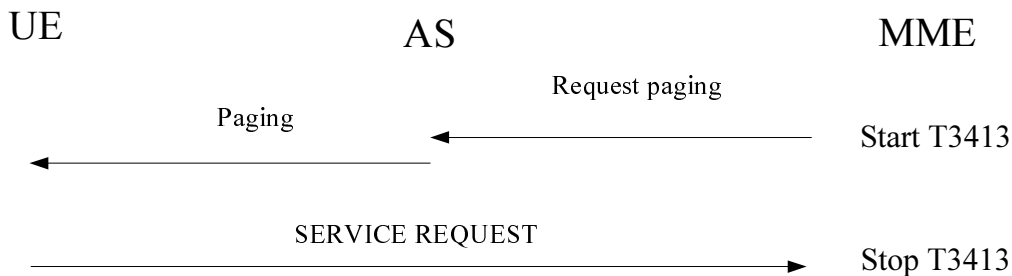 UE
AS
MME
Request paging
Paging
Start T3413
SERVICE REQUEST
Stop T3413